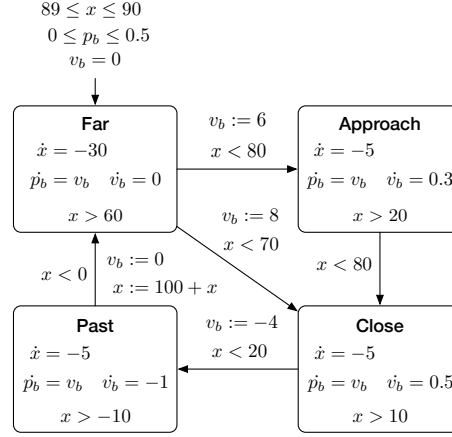 89 ≤ x ≤ 90
0 ≤ p_b ≤ 0.5
v_b = 0
Far
ẋ = −30
ṗ_b = v_b v̇_b = 0
x > 60
v_b := 6
x < 80
Approach
ẋ = −5
ṗ_b = v_b v̇_b = 0.3
x > 20
v_b := 8
x < 70
x < 80
x < 0
v_b := 0
x := 100 + x
Past
ẋ = −5
ṗ_b = v_b v̇_b = −1
x > −10
v_b := −4
x < 20
Close
ẋ = −5
ṗ_b = v_b v̇_b = 0.5
x > 10